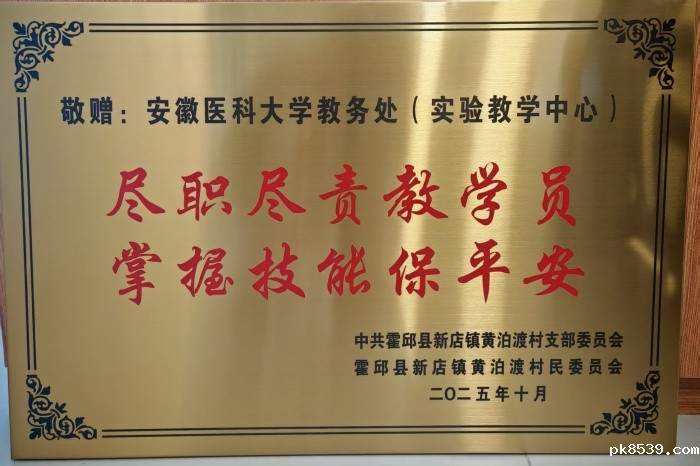 敬赠：安徽医科大学教务处（实验教学中心）
尽职尽责教学员
掌握技能保平安
中共霍邱县新店镇黄泊渡村支部委员会
霍邱县新店镇黄泊渡村民委员会
二〇二五年十月
pk8539.com